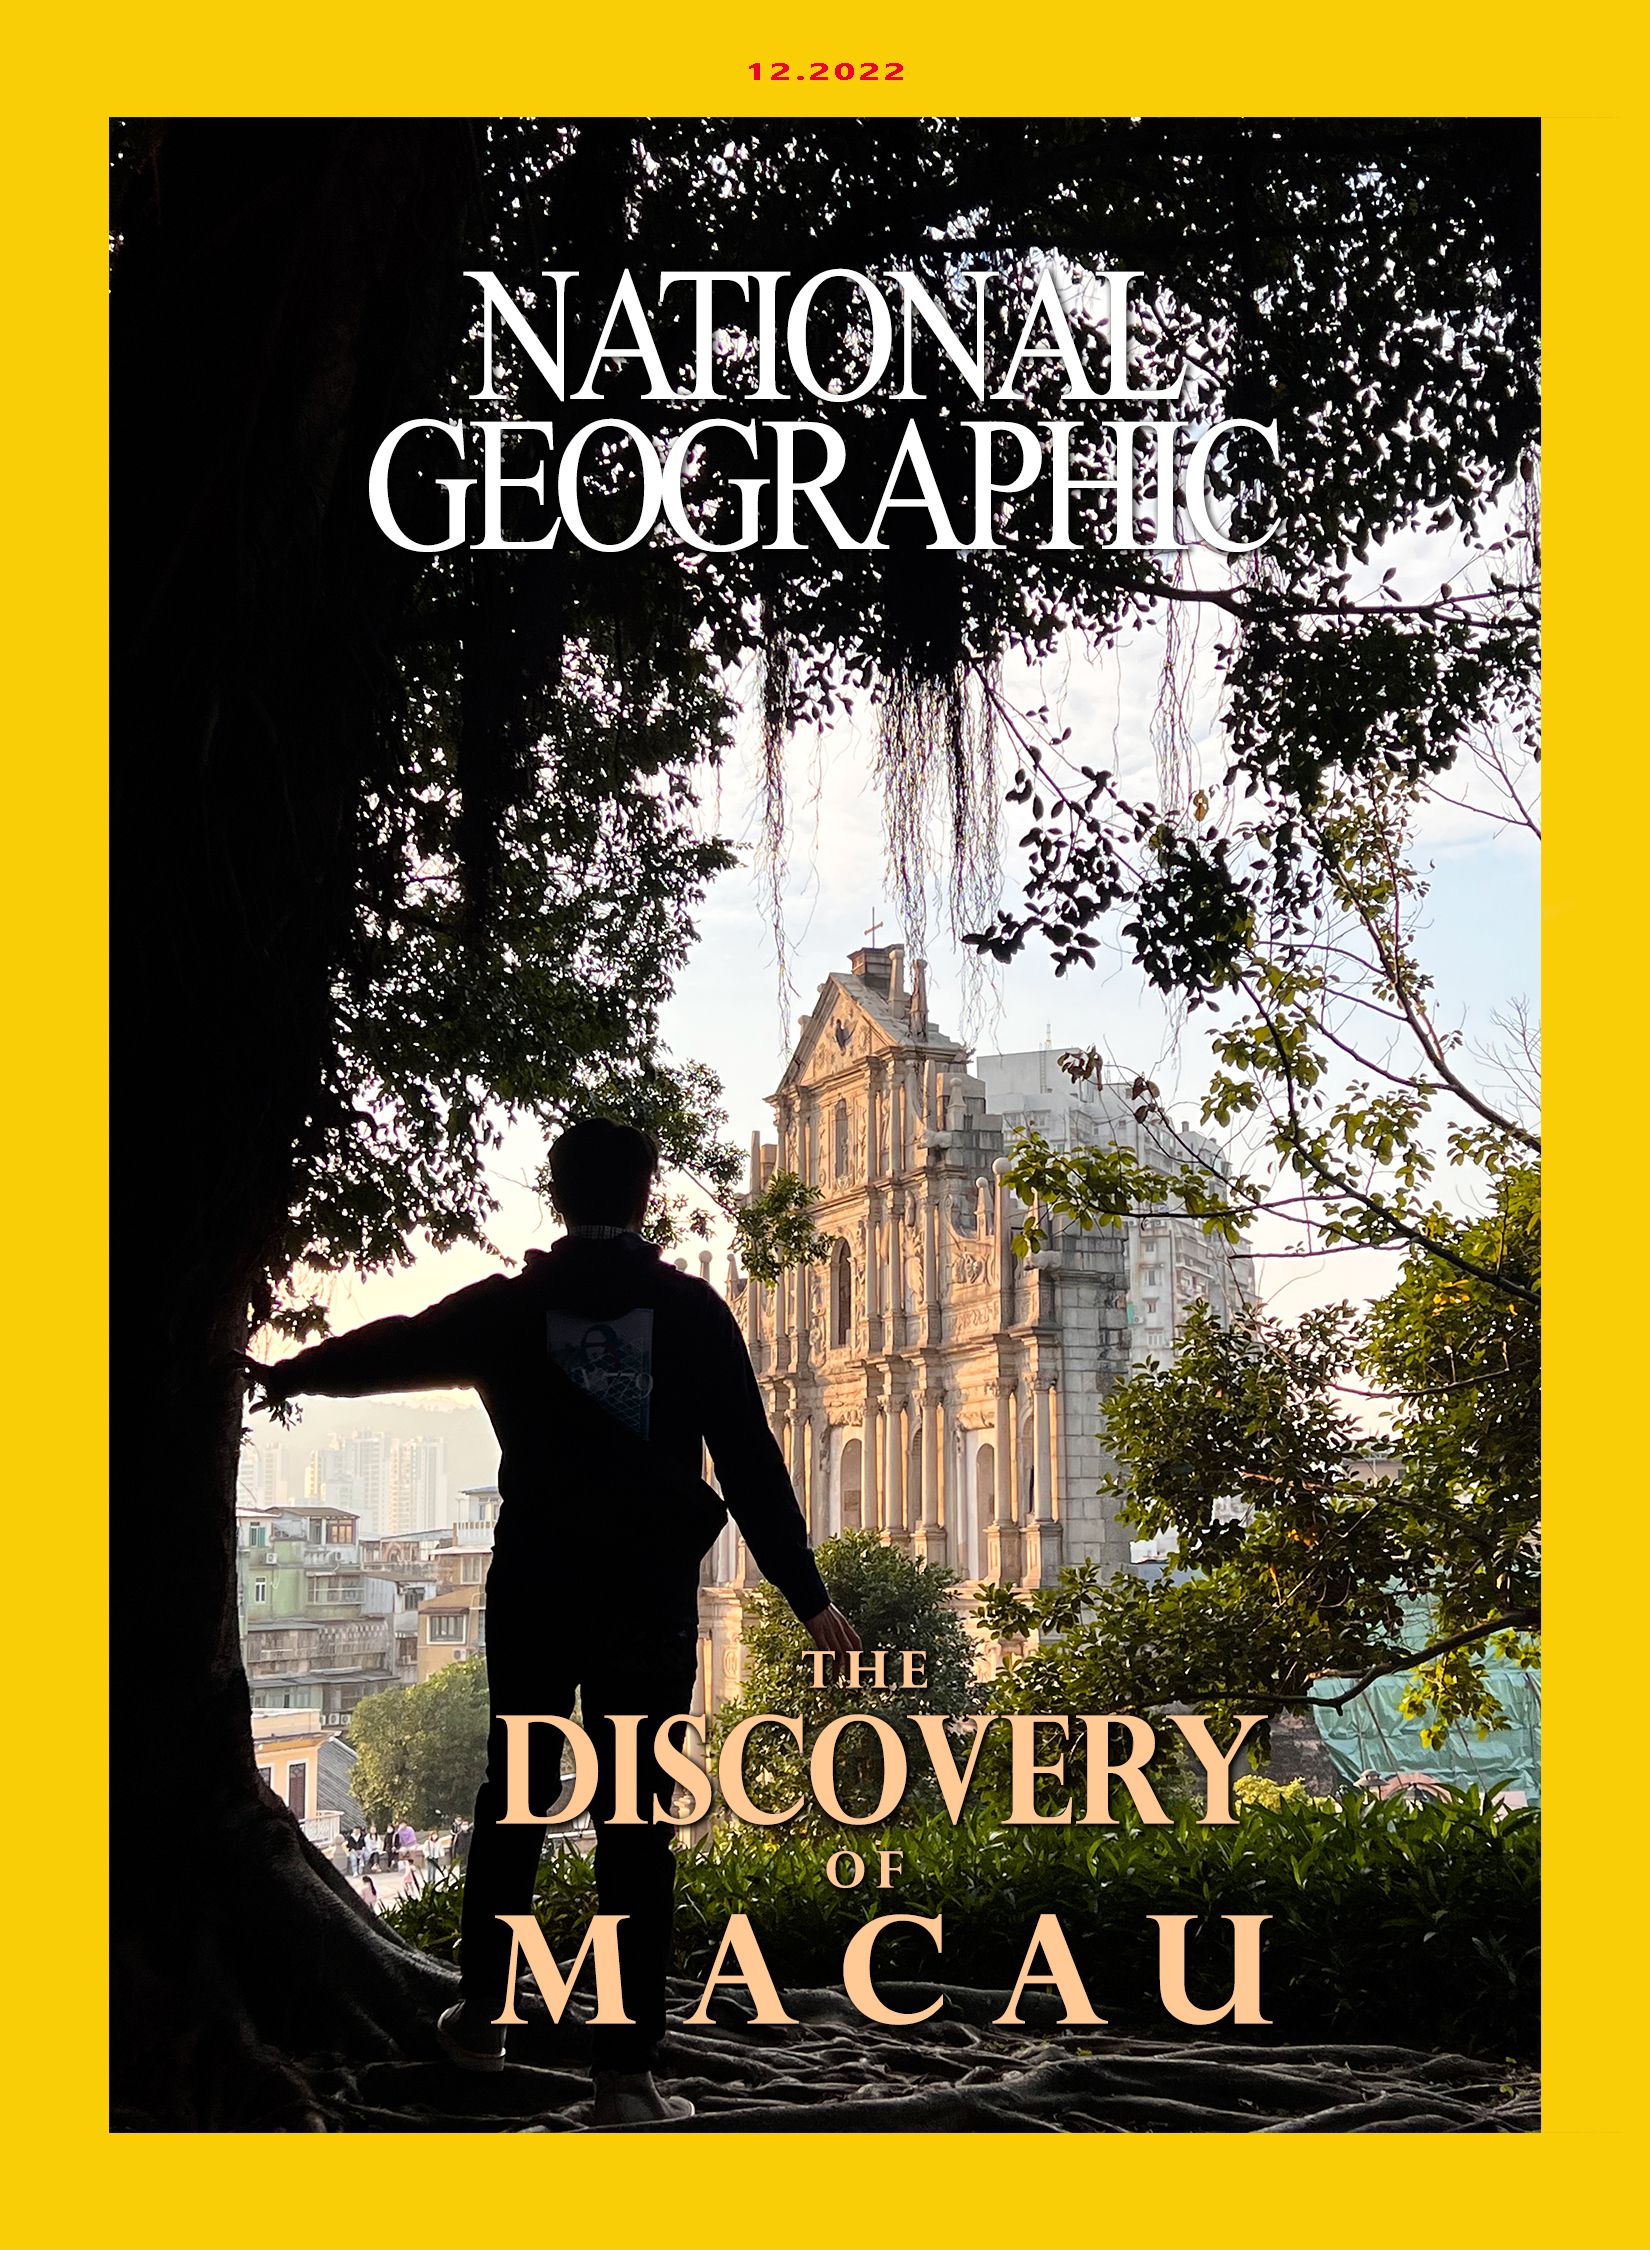 12.2022
NATIONAL
GEOGRAPHIC
THE
DISCOVERY
OF
MACAU